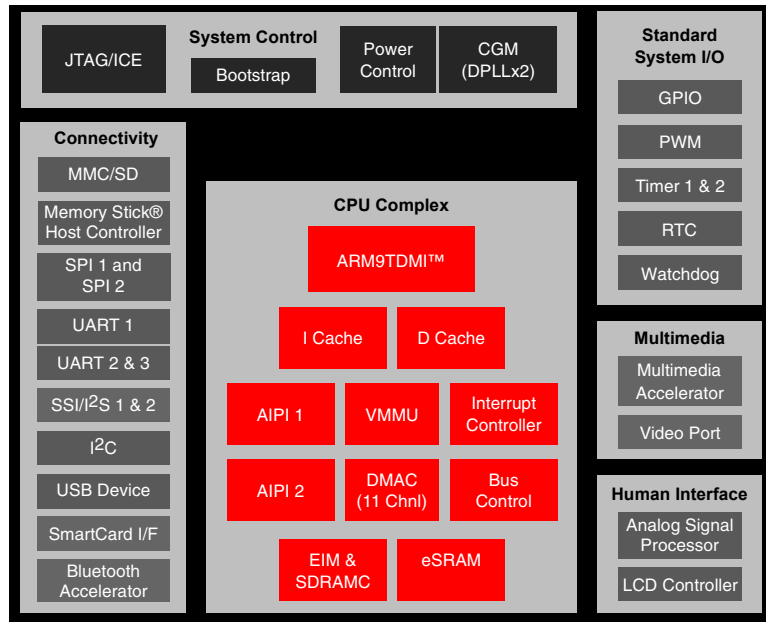 System Control
JTAG/ICE
Bootstrap
Power
Control
CGM
(DPLLx2)
Connectivity
MMC/SD
Memory Stick®
Host Controller
SPI 1 and
SPI 2
UART 1
UART 2 & 3
SSI/I2S 1 & 2
I2C
USB Device
SmartCard I/F
Bluetooth
Accelerator
CPU Complex
ARM9TDMI™
I Cache
D Cache
AIPI 1
VMMU
Interrupt
Controller
AIPI 2
DMAC
(11 Chnl)
Bus
Control
EIM &
SDRAMC
eSRAM
Standard
System I/O
GPIO
PWM
Timer 1 & 2
RTC
Watchdog
Multimedia
Multimedia
Accelerator
Video Port
Human Interface
Analog Signal
Processor
LCD Controller